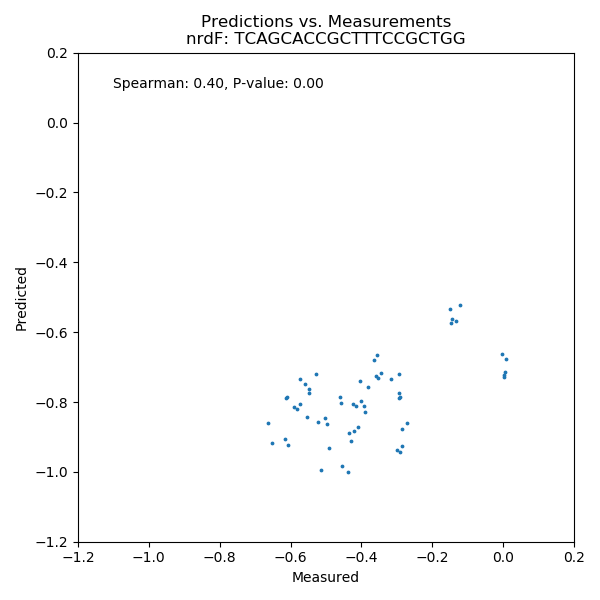 Predictions vs. Measurements
nrdF: TCAGCACCGCTTTCCGCTGG
Spearman: 0.40, P-value: 0.00
0.2
0.0
−0.2
−0.4
−0.6
−0.8
−1.0
−1.2
Predicted
−1.2 −1.0 −0.8 −0.6 −0.4 −0.2 0.0 0.2
Measured